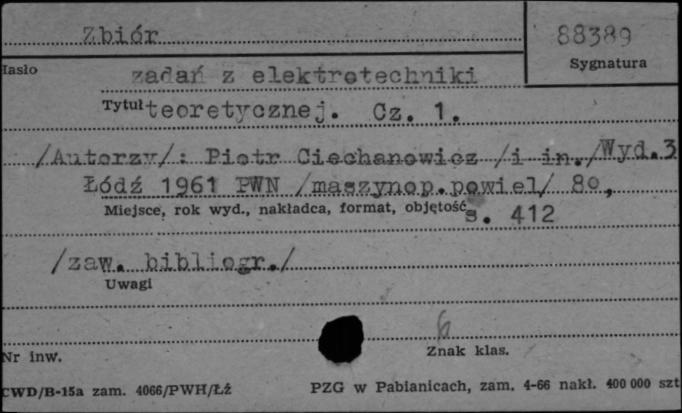 Zbiór
88389
Hasło
Sygnatura
zadań z elektrotechniki
Tytuł teoretycznej. Cz. 1.
/Autorzy/: Piotr Ciechanowicz /i in./ Wyd.3
Łódź 1961 PWN /maszynop.powiel/ 8o,
Miejsce, rok wyd., nakładca, format, objętość s. 412
/zaw. bibliogr./
Uwagi
6
Nr inw.
Znak klas.
CWD/B-15a zam. 4066/PWH/Łź
PZG w Pabianicach, zam. 4-66 nakł. 400 000 szt